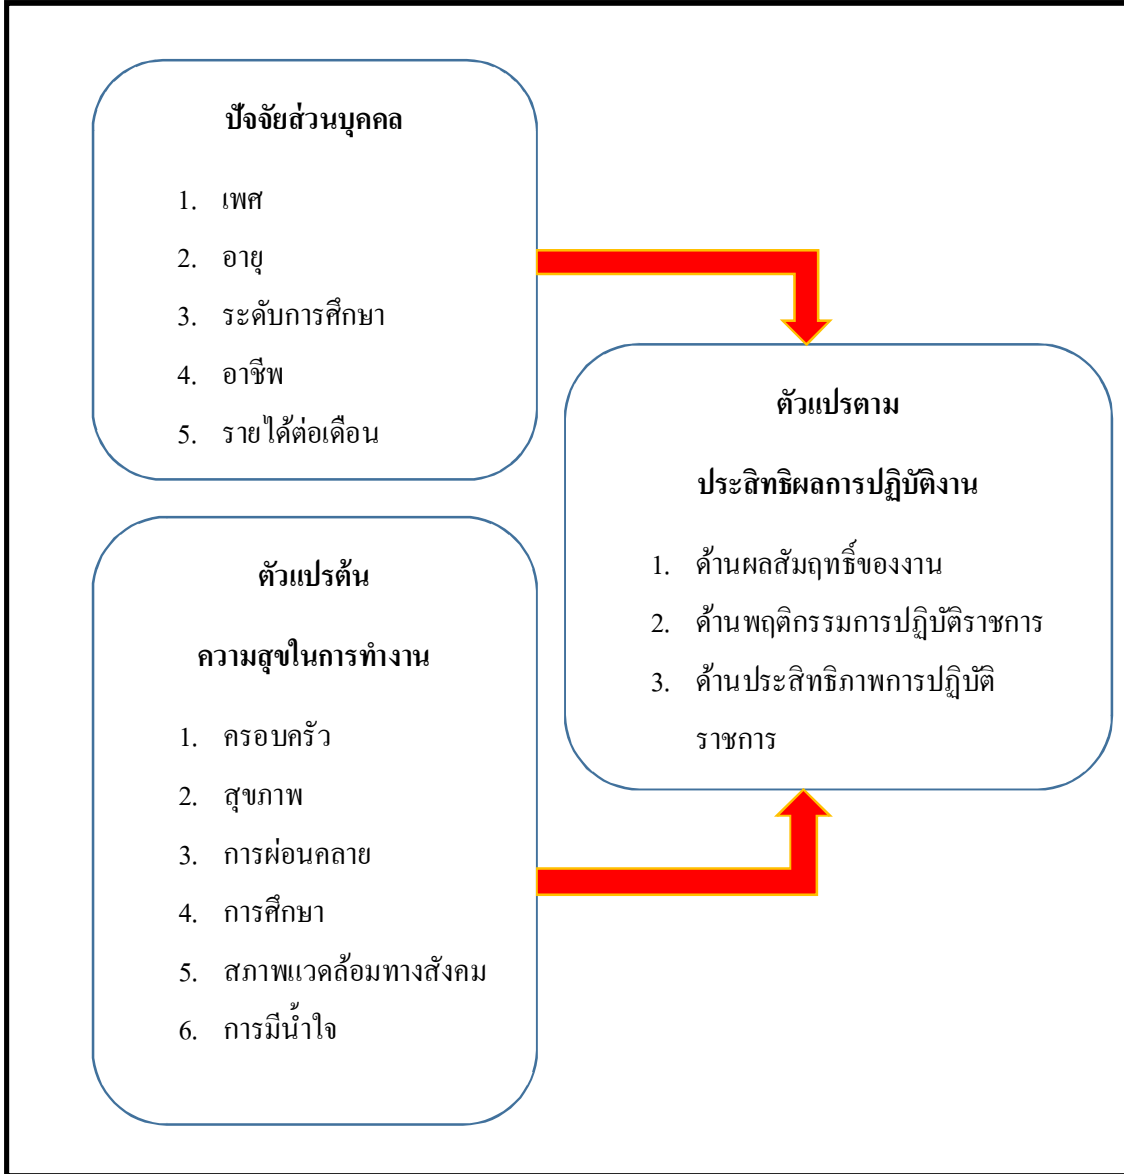 ปัจจัยส่วนบุคคล
1. เพศ
2. อายุ
3. ระดับการศึกษา
4. อาชีพ
5. รายได้ต่อเดือน
ตัวแปรต้น
ความสุขในการทำงาน
1. ครอบครัว
2. สุขภาพ
3. การผ่อนคลาย
4. การศึกษา
5. สภาพแวดล้อมทางสังคม
6. การมีน้ำใจ
ตัวแปรตาม
ประสิทธิผลการปฏิบัติงาน
1. ด้านผลสัมฤทธิ์ของงาน
2. ด้านพฤติกรรมการปฏิบัติราชการ
3. ด้านประสิทธิภาพการปฏิบัติ
ราชการ